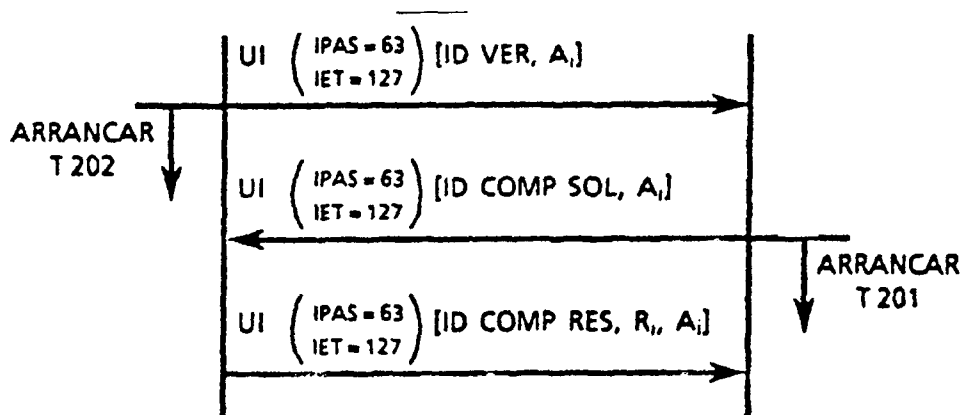 UI ( IPAS = 63 IET = 127 ) [ID VER, Aᵢ]
ARRANCAR
T 202
UI ( IPAS = 63 IET = 127 ) [ID COMP SOL, Aᵢ]
ARRANCAR
T 201
UI ( IPAS = 63 IET = 127 ) [ID COMP RES, Rᵢ, Aᵢ]